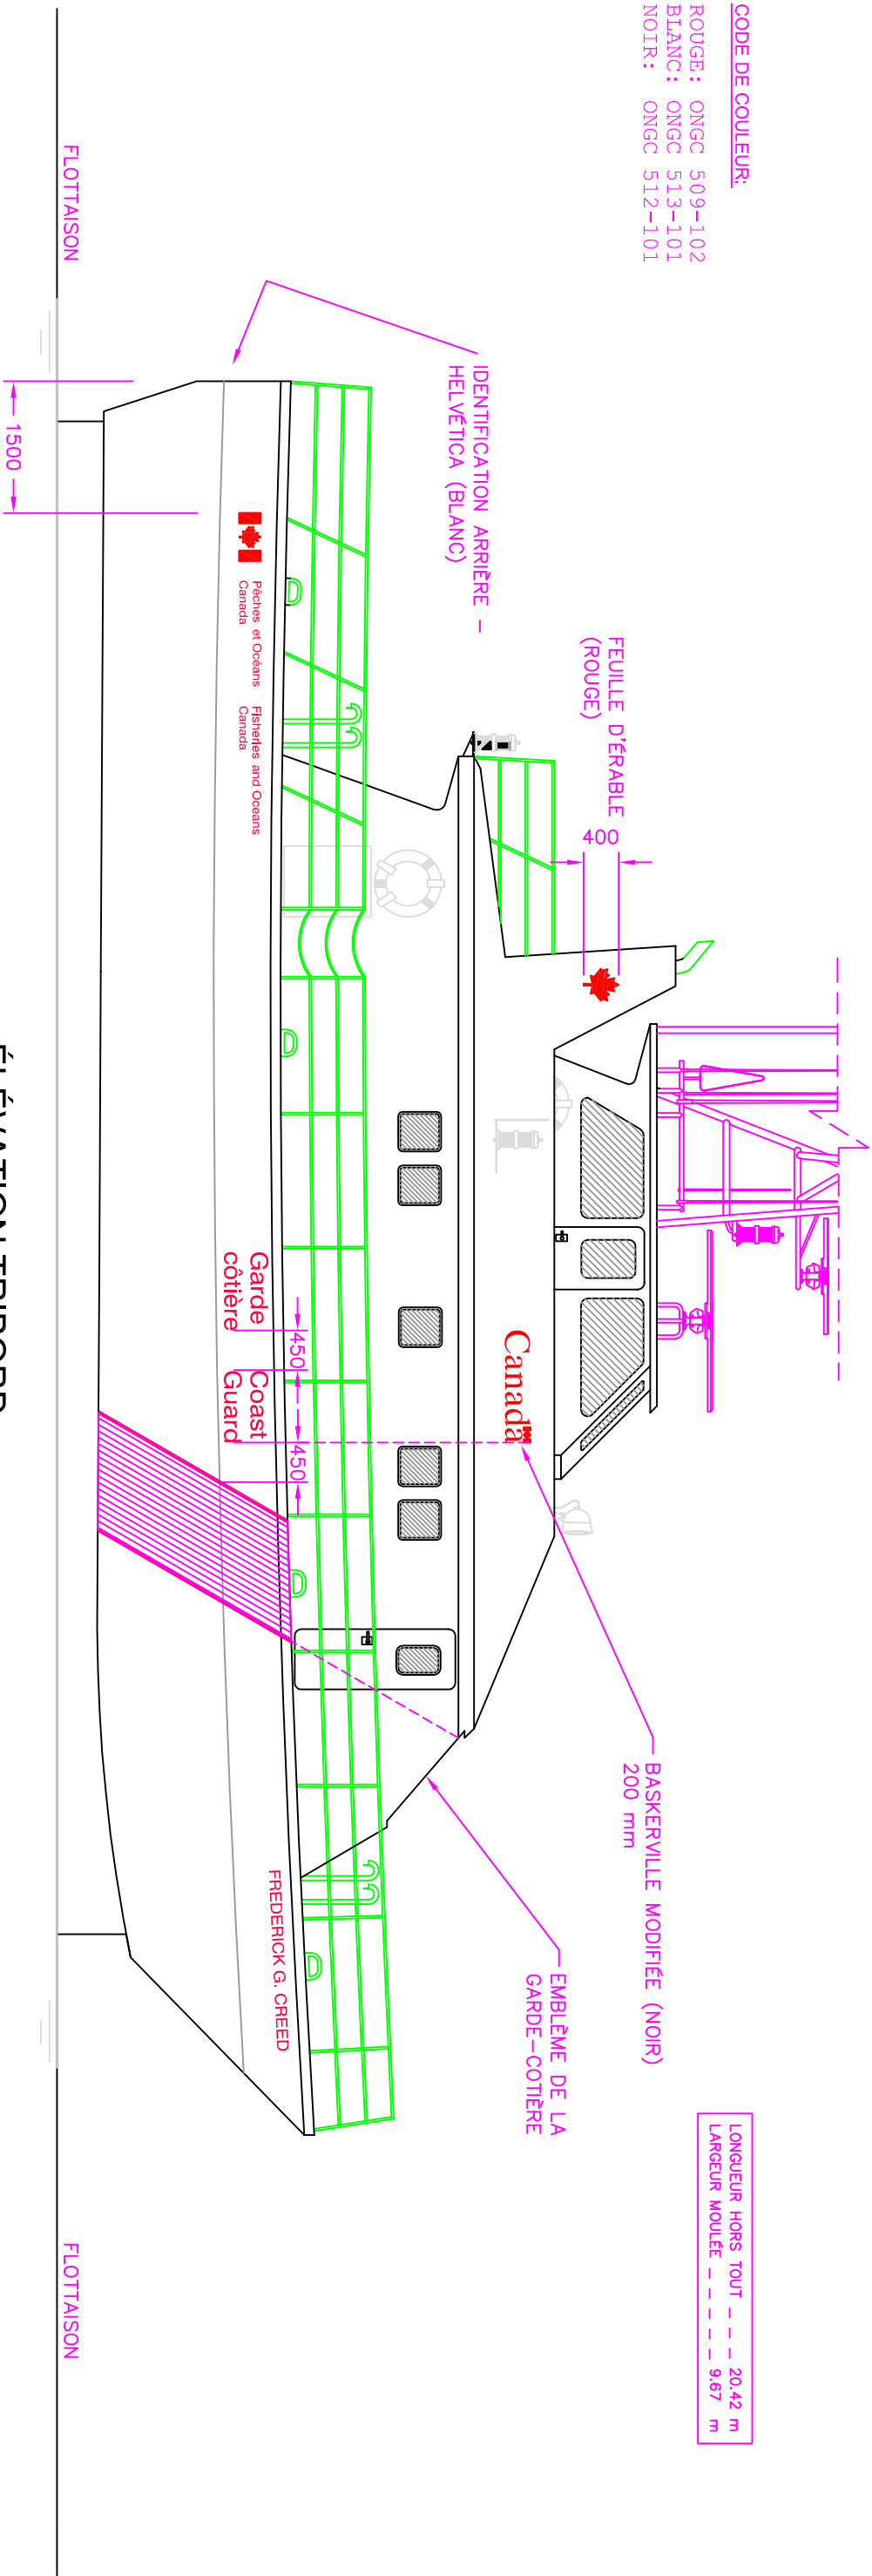 CODE DE COULEUR:
ROUGE: ONGC 509-102
BLANC: ONGC 513-101
NOIR: ONGC 512-101
LONGUEUR HORS TOUT - - - 20.42 m
LARGEUR MOULÉE - - - - - 9.67 m
FEUILLE D'ÉRABLE
(ROUGE)
400
IDENTIFICATION ARRIÈRE -
HELVÉTICA (BLANC)
BASKERVILLE MODIFIÉE (NOIR)
200 mm
EMBLÈME DE LA
GARDE-COTIÈRE
Canada
Pêches et Océans
Canada
Fisheries and Oceans
Canada
Garde
côtière
450
Coast
Guard
450
FREDERICK G. CREED
FLOTTAISON
FLOTTAISON
1500
ÉLÉVATION TRIBORD